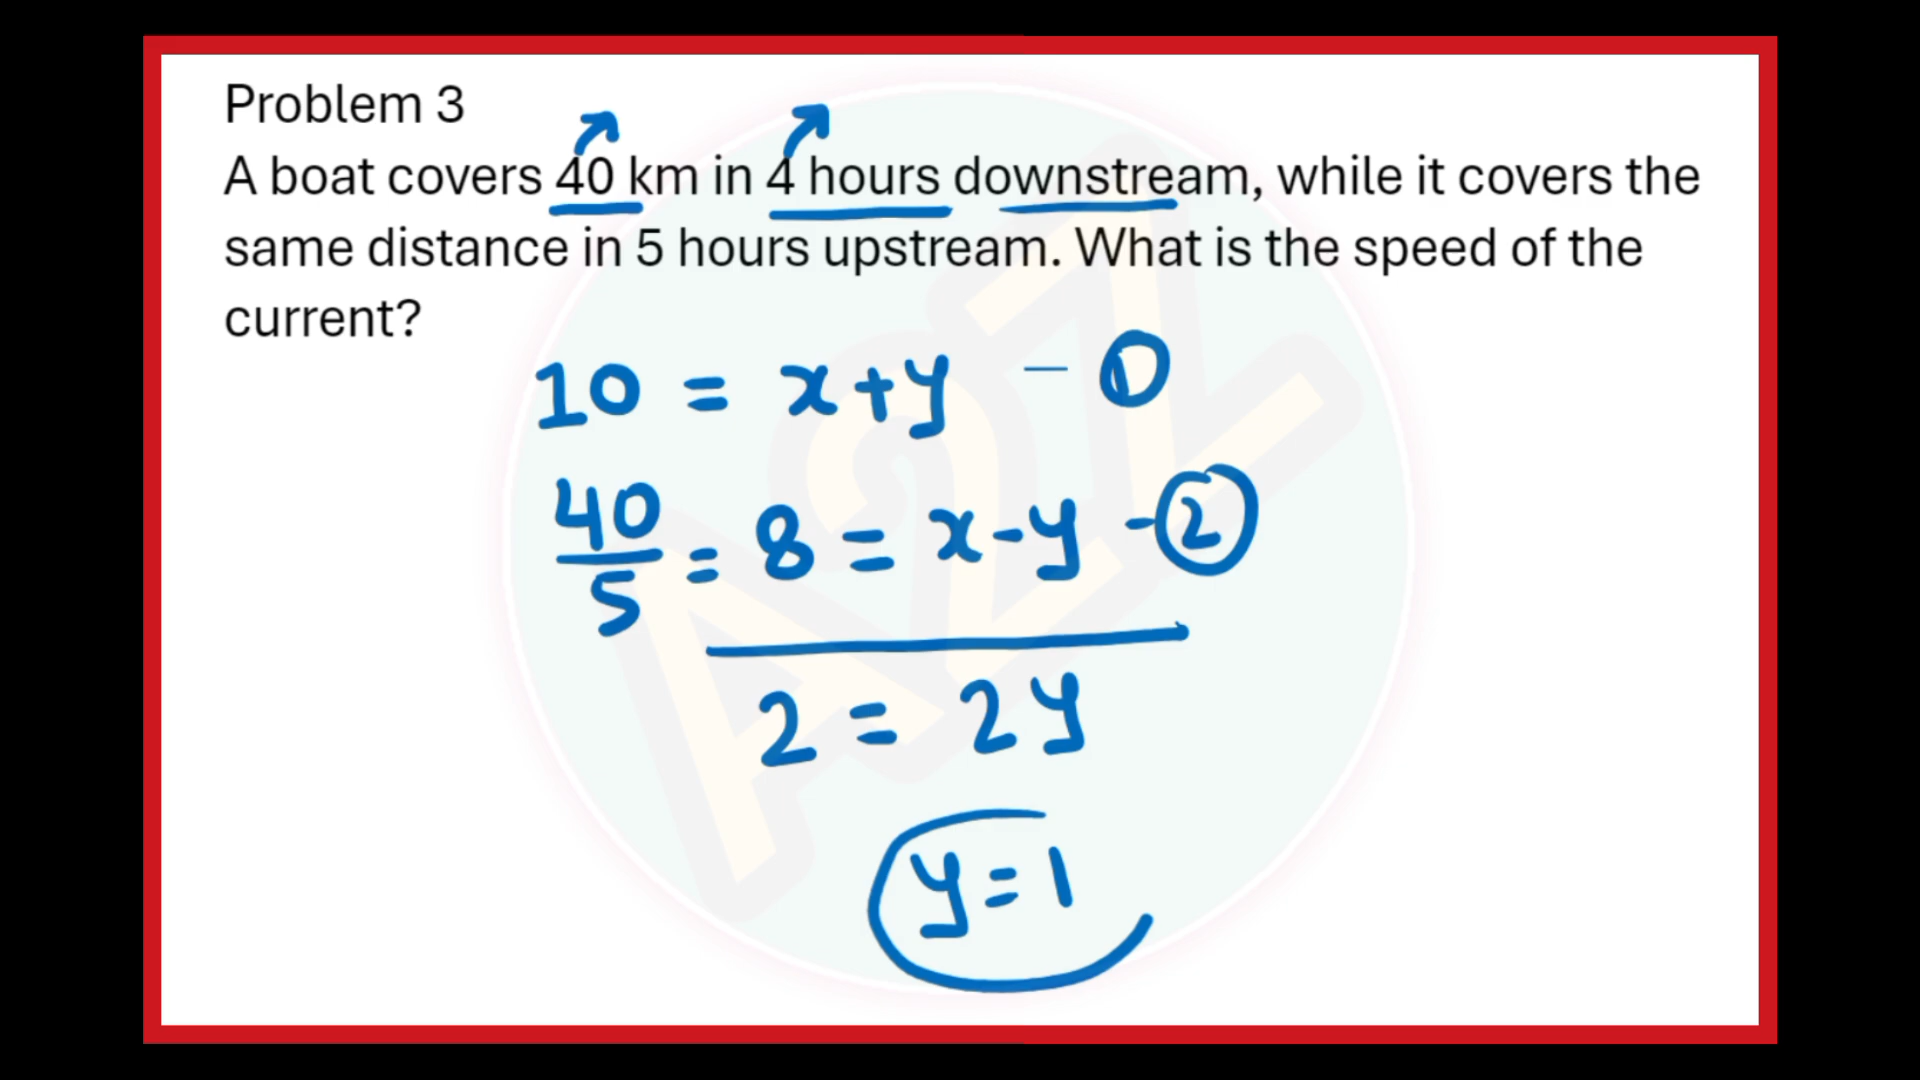 Problem 3
A boat covers 40 km in 4 hours downstream, while it covers the
same distance in 5 hours upstream. What is the speed of the
current?
10 = x+y - ①
40/5 = 8 = x-y - ②
2 = 2y
y = 1
A2Z